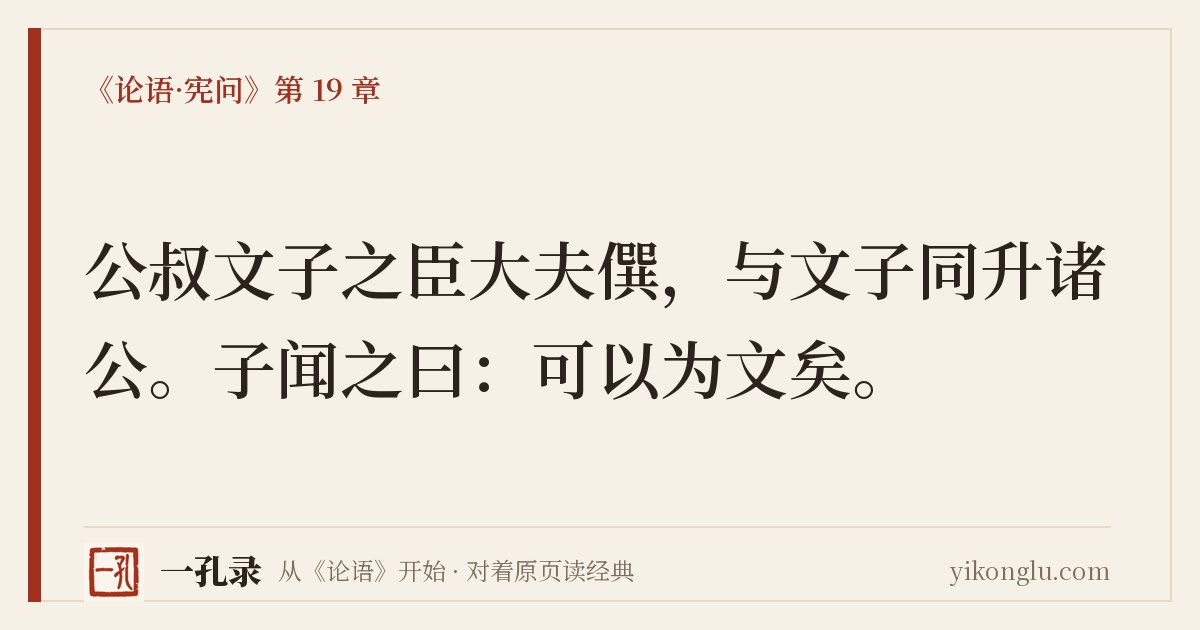 《论语·宪问》第 19 章
公叔文子之臣大夫僎，与文子同升诸
公。子闻之曰：可以为文矣。
一孔
一孔录
从《论语》开始 · 对着原页读经典
yikonglu.com